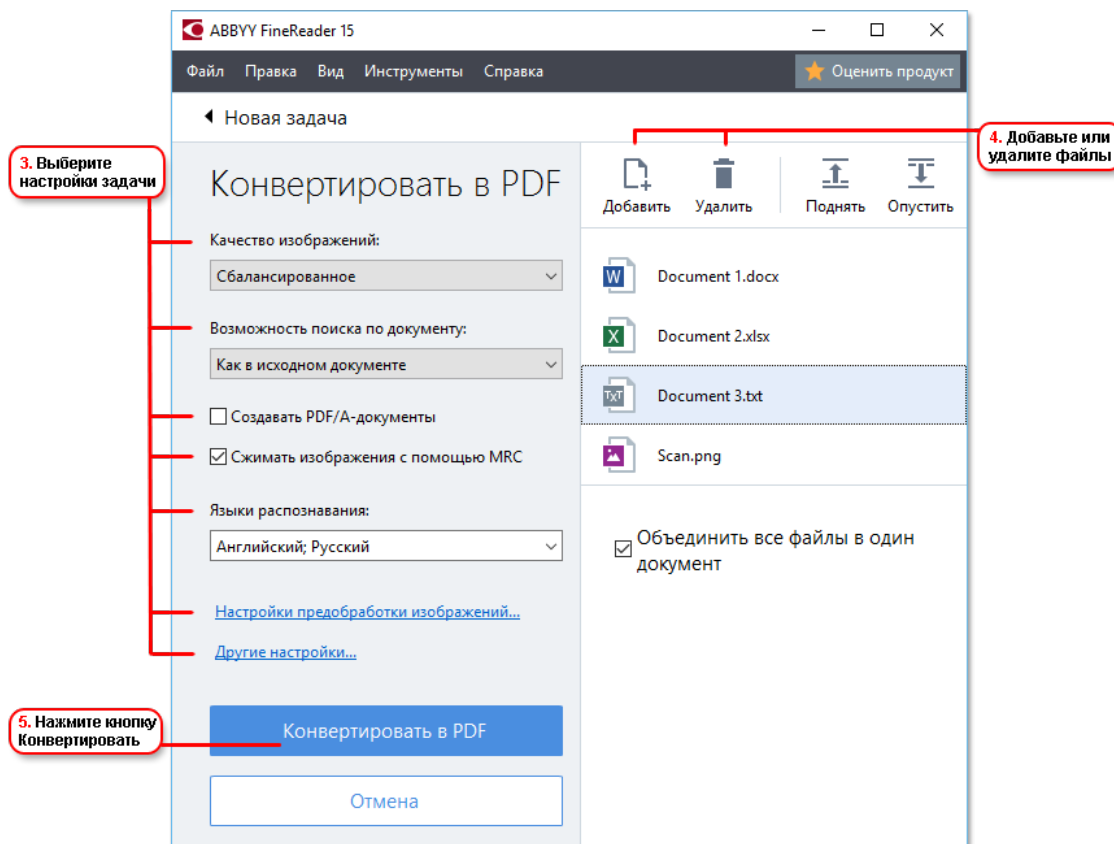 ABBYY FineReader 15
Файл Правка Вид Инструменты Справка
Оценить продукт
Новая задача
3. Выберите
настройки задачи
4. Добавьте или
удалите файлы
Конвертировать в PDF
Добавить Удалить Поднять Опустить
Качество изображений:
Сбалансированное
Возможность поиска по документу:
Как в исходном документе
Создавать PDF/A-документы
Сжимать изображения с помощью MRC
Языки распознавания:
Английский; Русский
Настройки предобработки изображений...
Другие настройки...
5. Нажмите кнопку
Конвертировать
Конвертировать в PDF
Отмена
W Document 1.docx
X Document 2.xlsx
TXT Document 3.txt
Scan.png
Объединить все файлы в один
документ